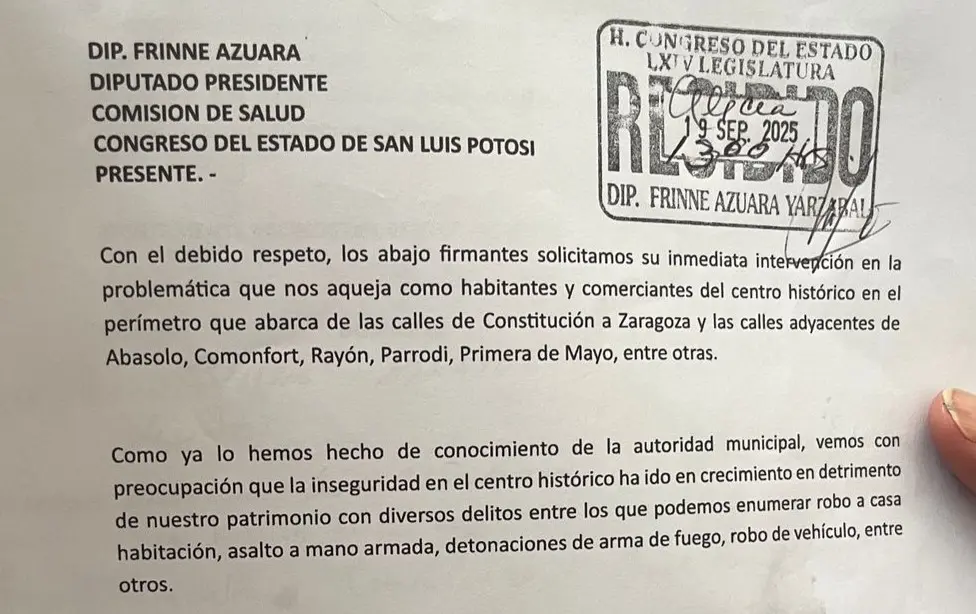 DIP. FRINNE AZUARA
DIPUTADO PRESIDENTE
COMISION DE SALUD
CONGRESO DEL ESTADO DE SAN LUIS POTOSI
PRESENTE. -
H. CONGRESO DEL ESTADO
LXIV LEGISLATURA
RECIBIDO
19 SEP. 2025
DIP. FRINNE AZUARA YARZABAL
Con el debido respeto, los abajo firmantes solicitamos su inmediata intervención en la
problemática que nos aqueja como habitantes y comerciantes del centro histórico en el
perímetro que abarca de las calles de Constitución a Zaragoza y las calles adyacentes de
Abasolo, Comonfort, Rayón, Parrodi, Primera de Mayo, entre otras.
Como ya lo hemos hecho de conocimiento de la autoridad municipal, vemos con
preocupación que la inseguridad en el centro histórico ha ido en crecimiento en detrimento
de nuestro patrimonio con diversos delitos entre los que podemos enumerar robo a casa
habitación, asalto a mano armada, detonaciones de arma de fuego, robo de vehículo, entre
otros.